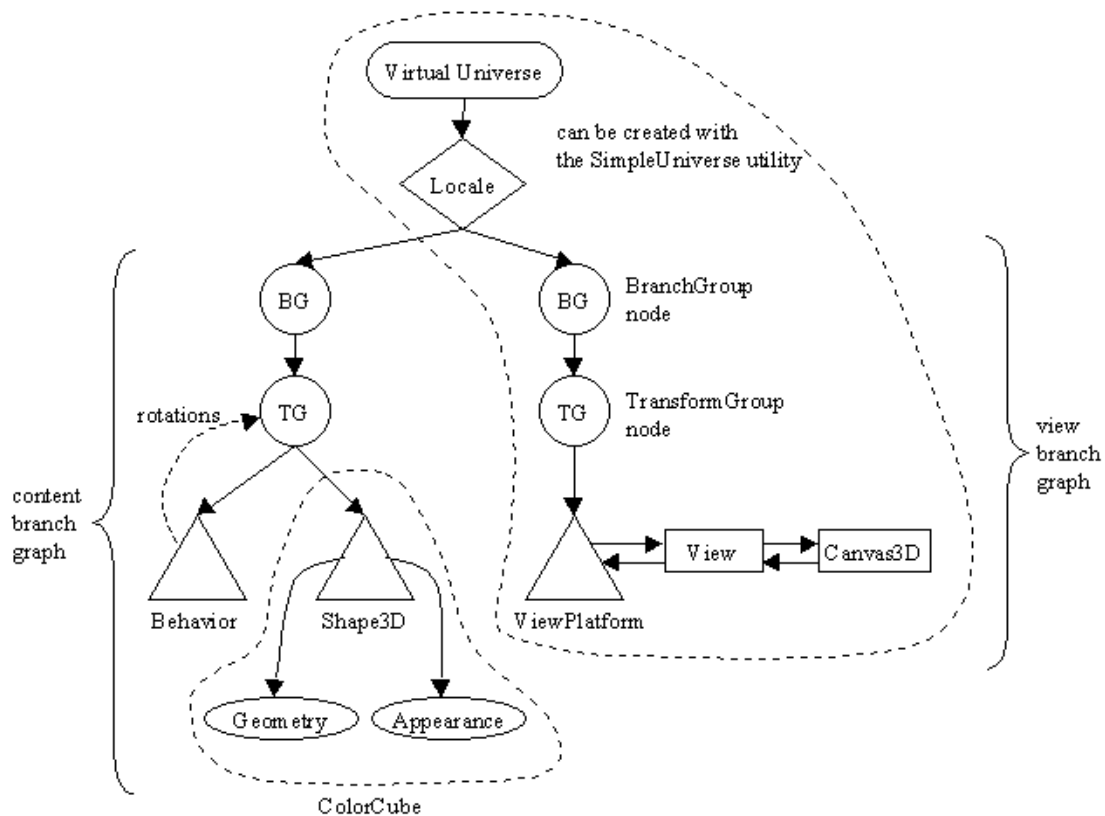 Virtual Universe
can be created with
the SimpleUniverse utility
Locale
BG
BG
BranchGroup
node
rotations
TG
TG
TransformGroup
node
view
branch
graph
content
branch
graph
View
Canvas3D
Behavior
Shape3D
ViewPlatform
Geometry
Appearance
ColorCube